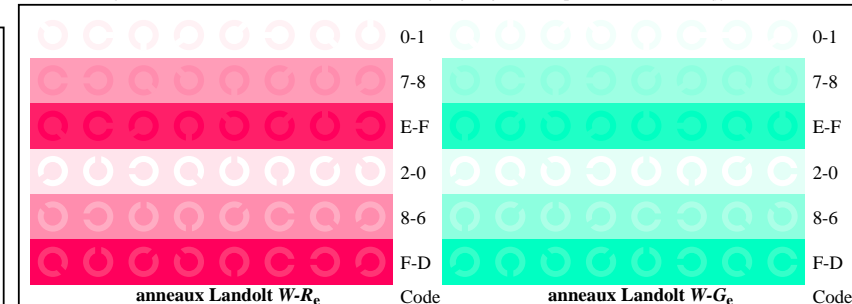 0-1 0-1
7-8 7-8
E-F E-F
2-0 2-0
8-6 8-6
F-D F-D
anneaux Landolt W-Re Code anneaux Landolt W-Ge Code